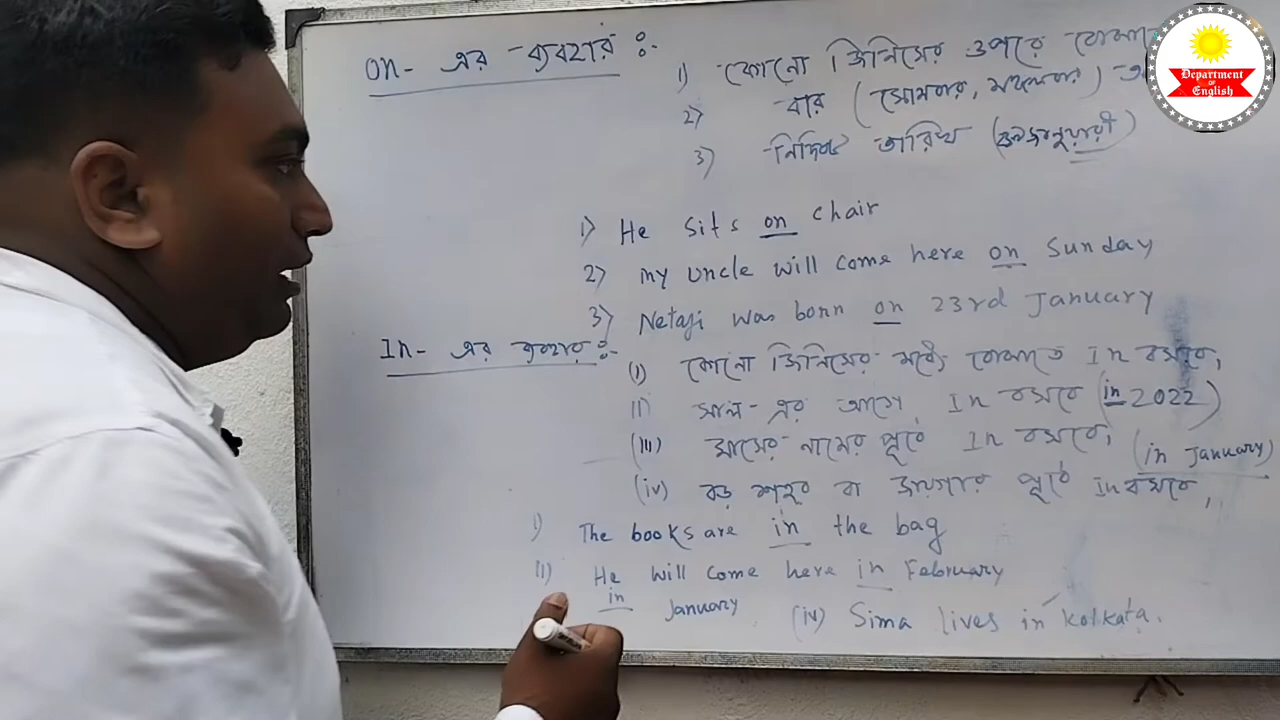 On- এর ব্যবহার ঃ-
1) কোনো জিনিসের ওপরে বোঝাতে
2) বার (সোমবার, মঙ্গলবার)
3) নির্দিষ্ট তারিখ
1) He sits on chair
2) my uncle will come here on Sunday
3) Netaji was born on 23rd January
In- এর ব্যবহার ঃ-
(i) কোনো জিনিসের মধ্যে বোঝাতে In বসবে,
ii) সাল- এর আগে, In বসবে (in 2022)
(iii) মাসের নামের পূর্বে In বসবে, (in January)
(iv) বড় শহর বা জায়গার পূর্বে in বসবে,
i) The books are in the bag
ii) He will come here in February
in January (iv) Sima lives in kolkata.
Department
OF
English